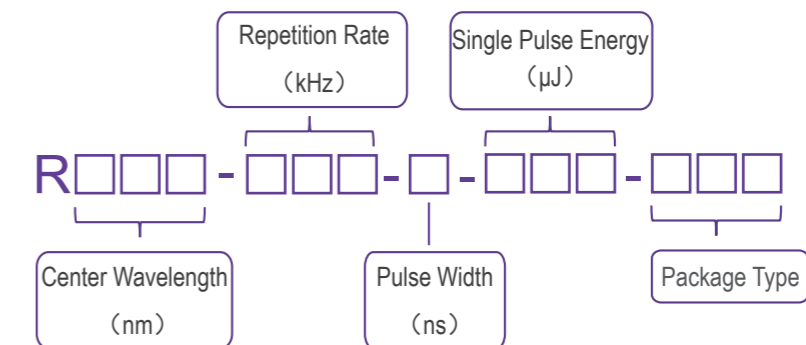 Repetition Rate
（kHz）
Single Pulse Energy
（μJ）
R□□□-□□□-□-□□□-□□□
Center Wavelength
（nm）
Pulse Width
（ns）
Package Type